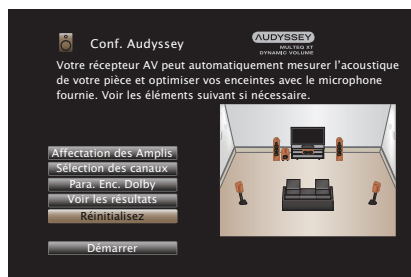 Conf. Audyssey
AUDYSSEY
MULTEQ XT
DYNAMIC VOLUME
Votre récepteur AV peut automatiquement mesurer l'acoustique
de votre pièce et optimiser vos enceintes avec le microphone
fournie. Voir les éléments suivant si nécessaire.
Affectation des Amplis
Sélection des canaux
Para. Enc. Dolby
Voir les résultats
Réinitialisez
Démarrer